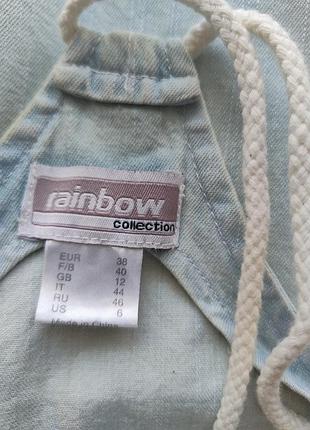 rainbow
collection
EUR 38
F/B 40
GB 12
IT 44
RU 46
US 6
Made in China